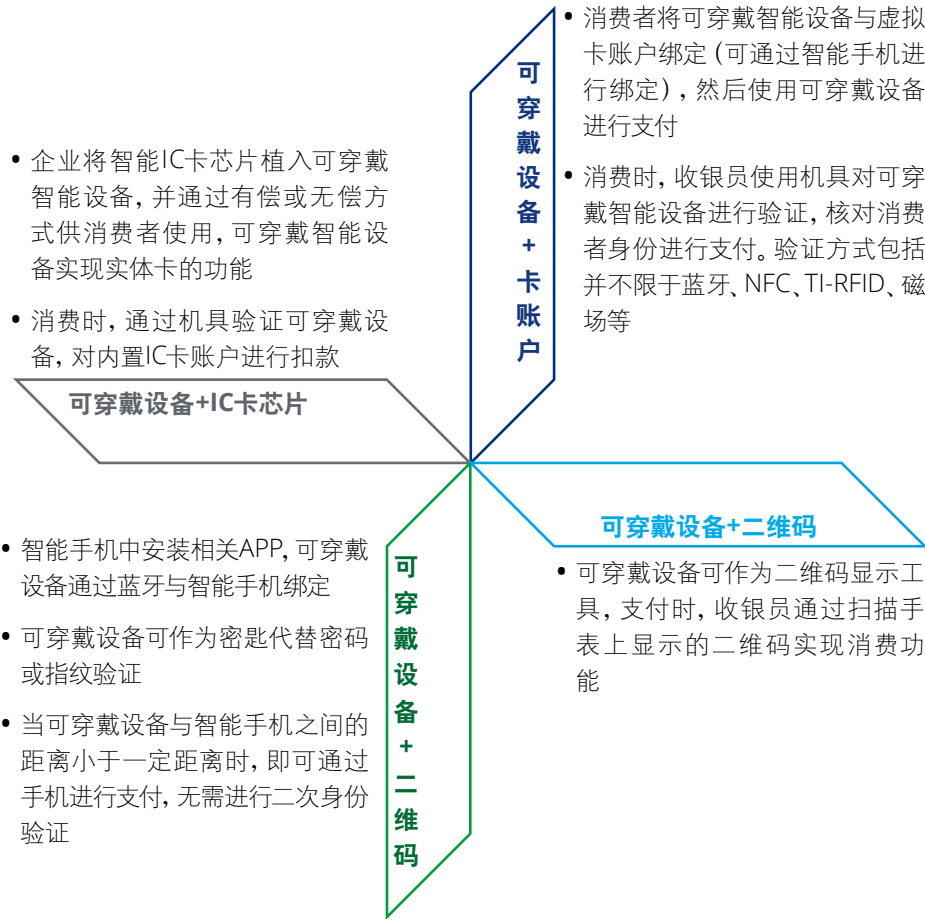 • 企业将智能IC卡芯片植入可穿戴
智能设备, 并通过有偿或无偿方
式供消费者使用, 可穿戴智能设
备实现实体卡的功能
• 消费时, 通过机具验证可穿戴设
备, 对内置IC卡账户进行扣款
可穿戴设备+IC卡芯片
可穿戴设备+卡账户
• 消费者将可穿戴智能设备与虚拟
卡账户绑定 (可通过智能手机进
行绑定) , 然后使用可穿戴设备
进行支付
• 消费时, 收银员使用机具对可穿
戴智能设备进行验证, 核对消费
者身份进行支付。验证方式包括
并不限于蓝牙、NFC、TI-RFID、磁
场等
• 智能手机中安装相关APP, 可穿戴
设备通过蓝牙与智能手机绑定
• 可穿戴设备可作为密匙代替密码
或指纹验证
• 当可穿戴设备与智能手机之间的
距离小于一定距离时, 即可通过
手机进行支付, 无需进行二次身份
验证
可穿戴设备+二维码
可穿戴设备+二维码
• 可穿戴设备可作为二维码显示工
具, 支付时, 收银员通过扫描手
表上显示的二维码实现消费功
能